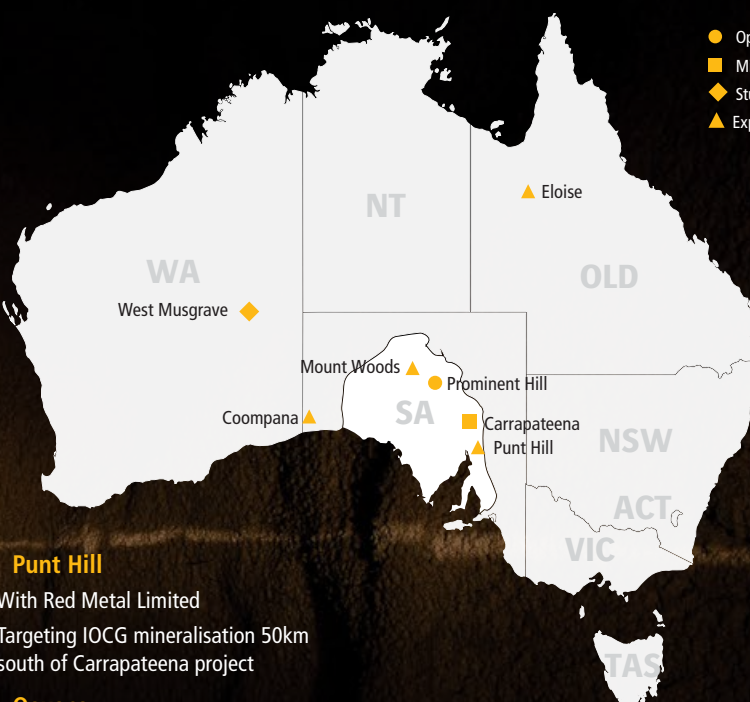 Eloise
NT
WA
OLD
West Musgrave
Mount Woods
Prominent Hill
SA
Coompana
Carrapateena
NSW
Punt Hill
ACT
VIC
Punt Hill
With Red Metal Limited
Targeting IOCG mineralisation 50km
south of Carrapateena project
TAS